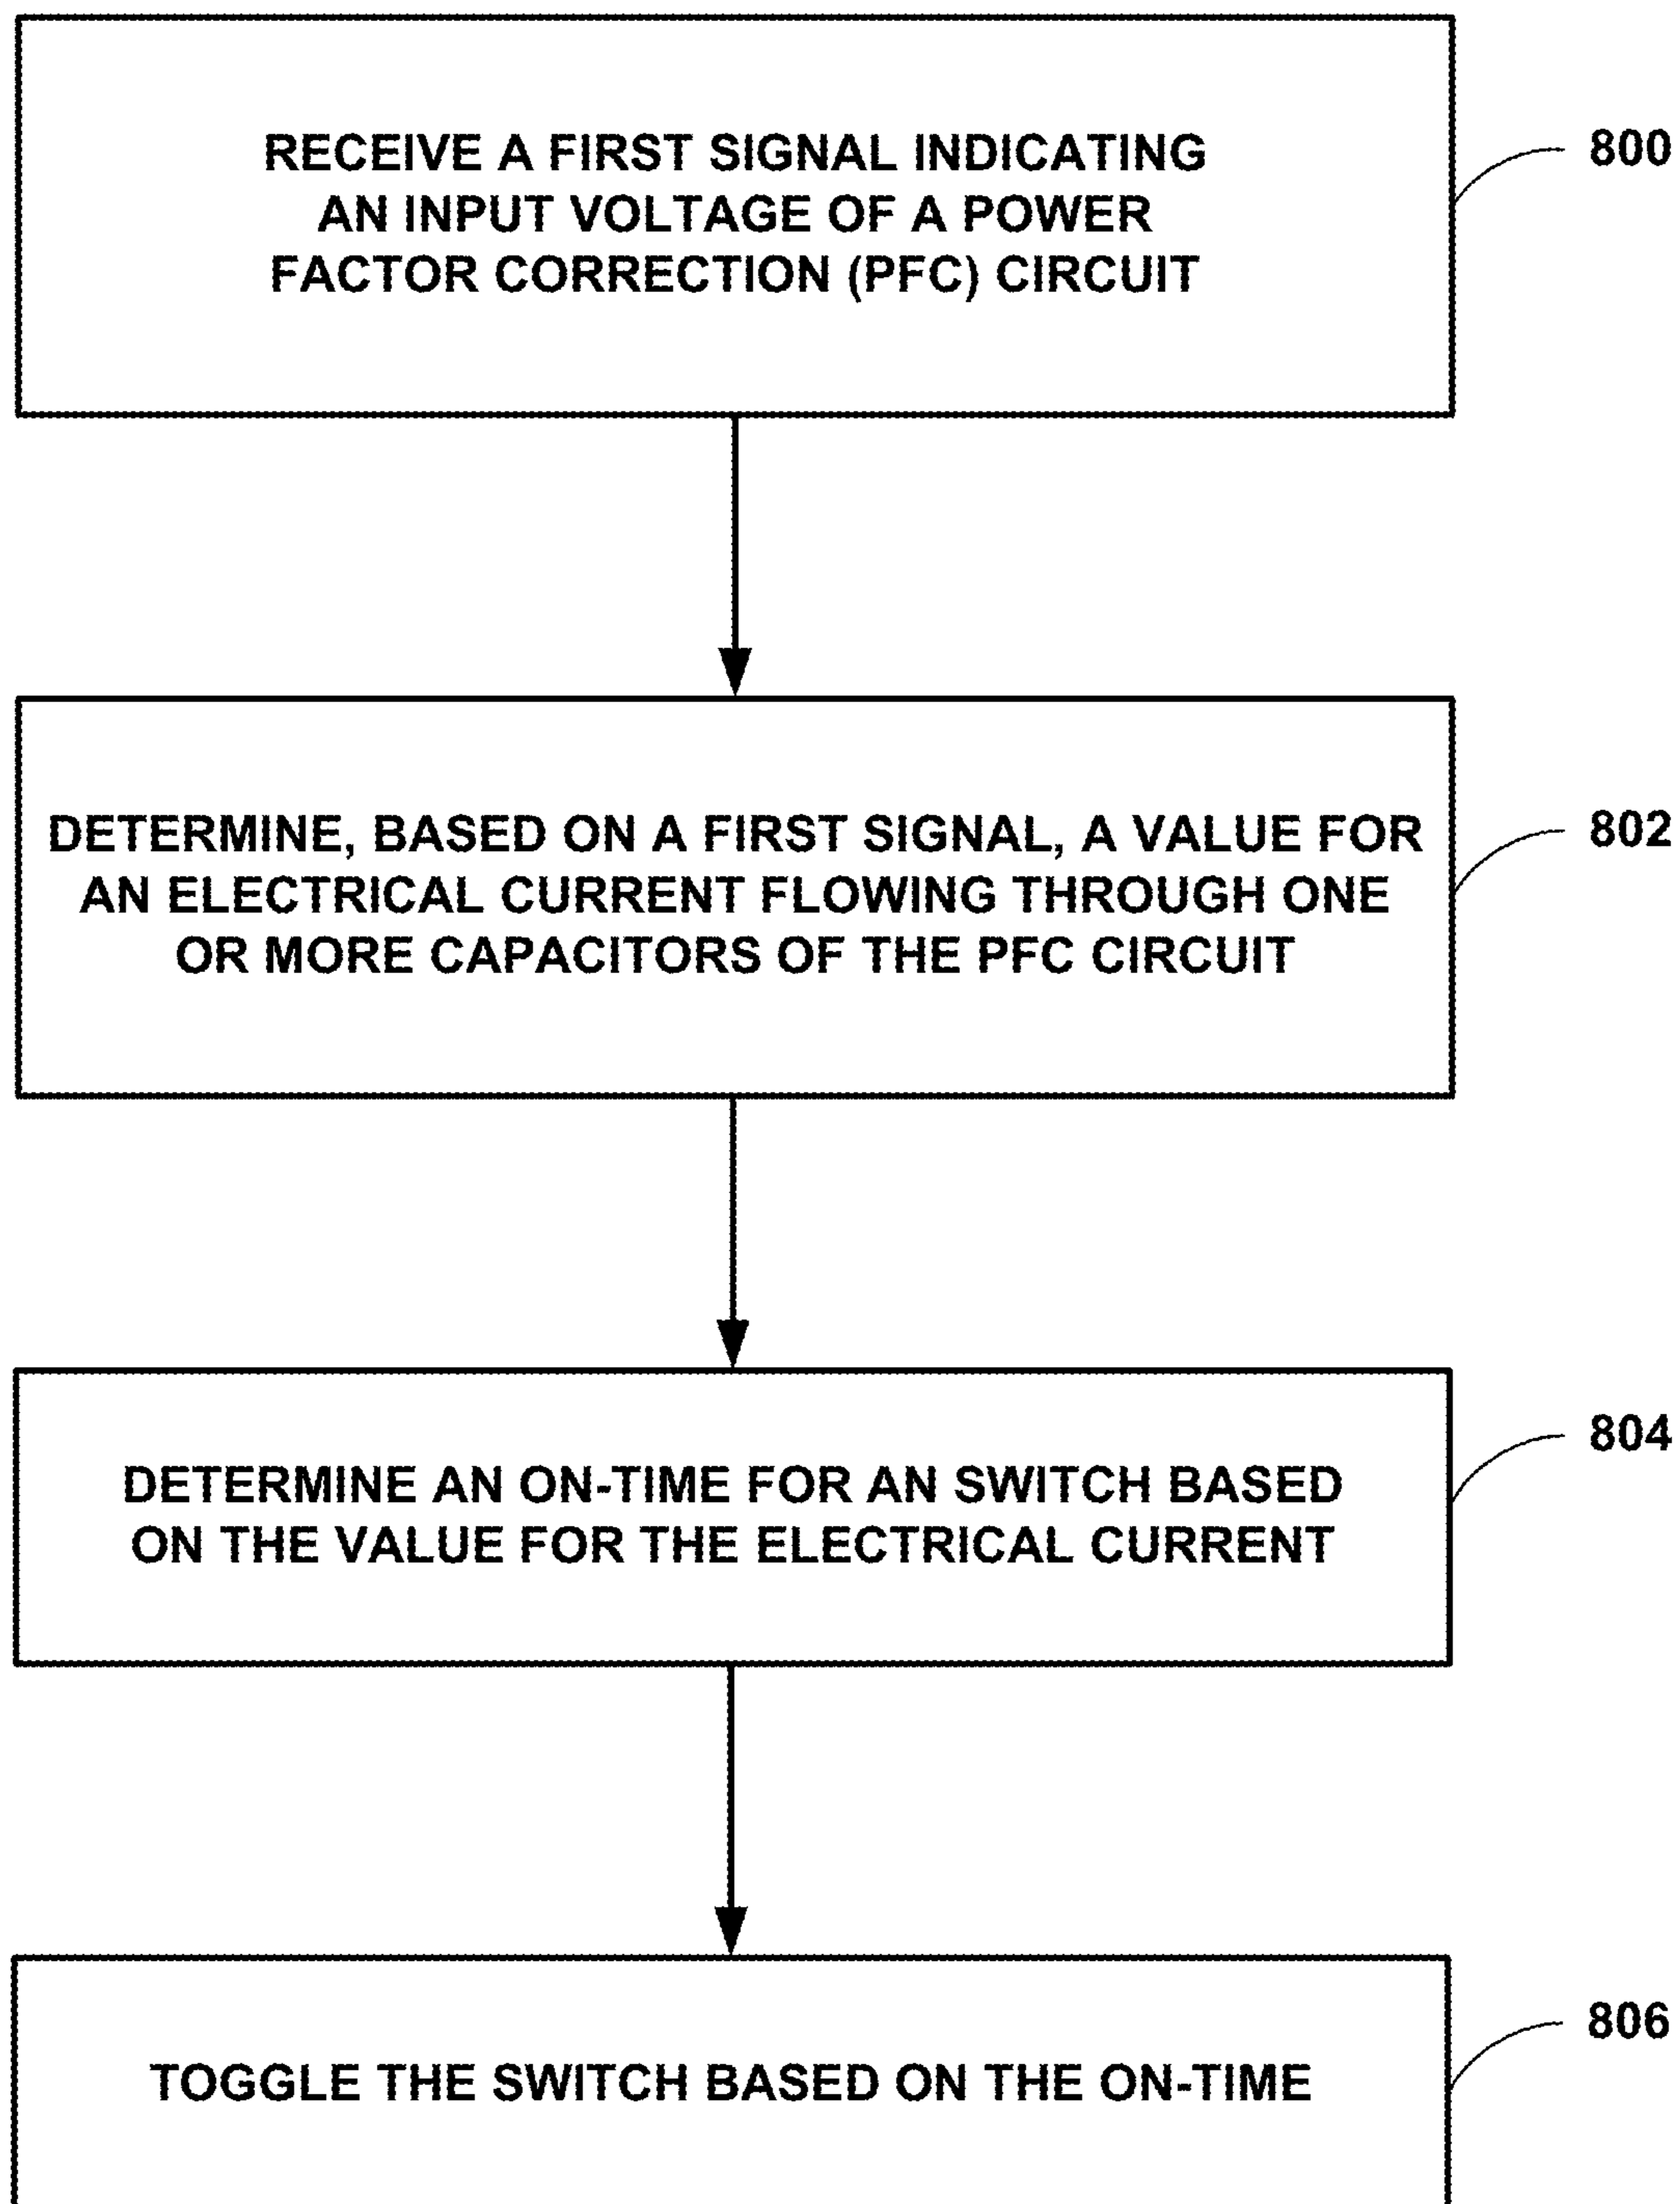 RECEIVE A FIRST SIGNAL INDICATING
AN INPUT VOLTAGE OF A POWER
FACTOR CORRECTION (PFC) CIRCUIT
800
DETERMINE, BASED ON A FIRST SIGNAL, A VALUE FOR
AN ELECTRICAL CURRENT FLOWING THROUGH ONE
OR MORE CAPACITORS OF THE PFC CIRCUIT
802
DETERMINE AN ON-TIME FOR AN SWITCH BASED
ON THE VALUE FOR THE ELECTRICAL CURRENT
804
TOGGLE THE SWITCH BASED ON THE ON-TIME
806